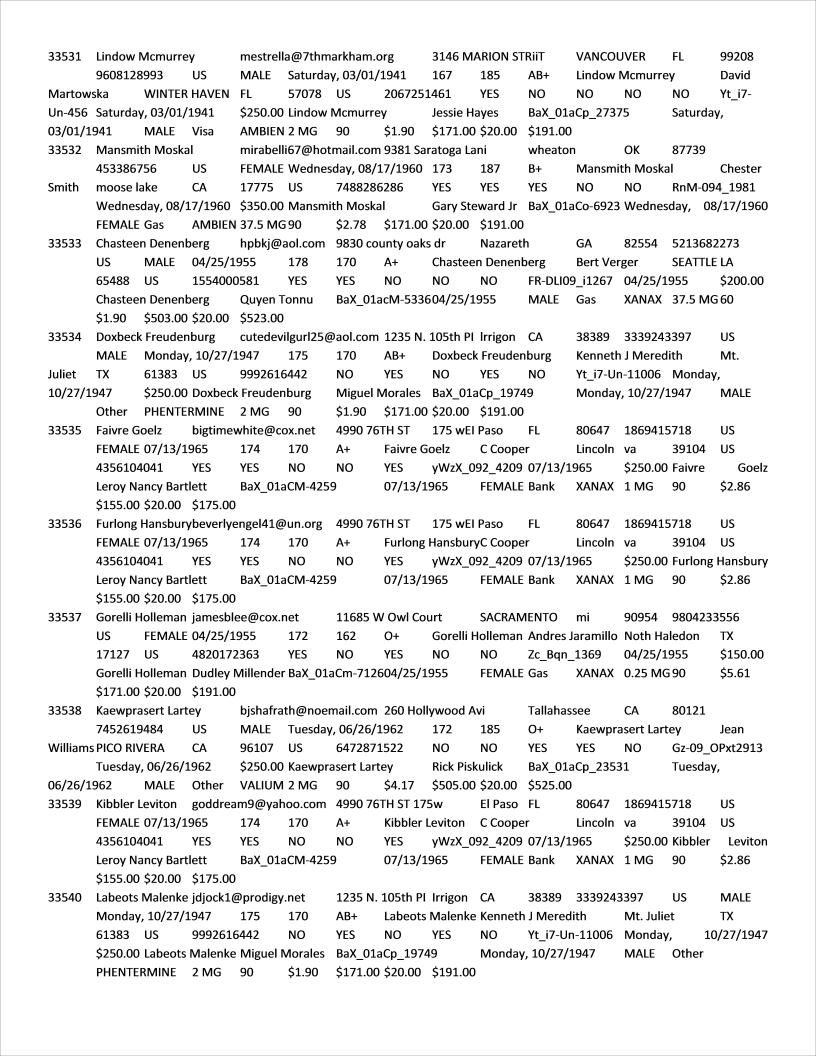 33531 Lindow Mcmurrey mestrella@7thmarkham.org 3146 MARION STRiiT VANCOUVER FL 99208
9608128993 US MALE Saturday, 03/01/1941 167 185 AB+ Lindow Mcmurrey David
Martowska WINTER HAVEN FL 57078 US 2067251461 YES NO NO NO NO Yt_i7-
Un-456 Saturday, 03/01/1941 $250.00 Lindow Mcmurrey Jessie Hayes BaX_01aCp_27375 Saturday,
03/01/1941 MALE Visa AMBIEN 2 MG 90 $1.90 $171.00 $20.00 $191.00
33532 Mansmith Moskal mirabelli67@hotmail.com 9381 Saratoga Lani wheaton OK 87739
453386756 US FEMALE Wednesday, 08/17/1960 173 187 B+ Mansmith Moskal Chester
Smith moose lake CA 17775 US 7488286286 YES YES YES NO NO RnM-094_1981
Wednesday, 08/17/1960 $350.00 Mansmith Moskal Gary Steward Jr BaX_01aCo-6923 Wednesday, 08/17/1960
FEMALE Gas AMBIEN 37.5 MG 90 $2.78 $171.00 $20.00 $191.00
33533 Chasteen Denenberg hpbkj@aol.com 9830 county oaks dr Nazareth GA 82554 5213682273
US MALE 04/25/1955 178 170 A+ Chasteen Denenberg Bert Verger SEATTLE LA
65488 US 1554000581 YES YES NO NO NO FR-DLI09_i1267 04/25/1955 $200.00
Chasteen Denenberg Quyen Tonnu BaX_01acM-5336 04/25/1955 MALE Gas XANAX 37.5 MG 60
$1.90 $503.00 $20.00 $523.00
33534 Doxbeck Freudenburg cutedevilgurl25@aol.com 1235 N. 105th Pl Irrigon CA 38389 3339243397 US
MALE Monday, 10/27/1947 175 170 AB+ Doxbeck Freudenburg Kenneth J Meredith Mt.
Juliet TX 61383 US 9992616442 NO YES NO YES NO Yt_i7-Un-11006 Monday,
10/27/1947 $250.00 Doxbeck Freudenburg Miguel Morales BaX_01aCp_19749 Monday, 10/27/1947 MALE
Other PHENTERMINE 2 MG 90 $1.90 $171.00 $20.00 $191.00
33535 Faivre Goelz bigtimewhite@cox.net 4990 76TH ST 175 wEl Paso FL 80647 1869415718 US
FEMALE 07/13/1965 174 170 A+ Faivre Goelz C Cooper Lincoln va 39104 US
4356104041 YES YES NO NO YES yWzX_092_4209 07/13/1965 $250.00 Faivre Goelz
Leroy Nancy Bartlett BaX_01aCM-4259 07/13/1965 FEMALE Bank XANAX 1 MG 90 $2.86
$155.00 $20.00 $175.00
33536 Furlong Hansburybeverlyengel41@un.org 4990 76TH ST 175 wEl Paso FL 80647 1869415718 US
FEMALE 07/13/1965 174 170 A+ Furlong HansburyC Cooper Lincoln va 39104 US
4356104041 YES YES NO NO YES yWzX_092_4209 07/13/1965 $250.00 Furlong Hansbury
Leroy Nancy Bartlett BaX_01aCM-4259 07/13/1965 FEMALE Bank XANAX 1 MG 90 $2.86
$155.00 $20.00 $175.00
33537 Gorelli Holleman jamesblee@cox.net 11685 W Owl Court SACRAMENTO mi 90954 9804233556
US FEMALE 04/25/1955 172 162 O+ Gorelli Holleman Andres Jaramillo Noth Haledon TX
17127 US 4820172363 YES NO YES NO NO Zc_Bqn_1369 04/25/1955 $150.00
Gorelli Holleman Dudley Millender BaX_01aCm-712604/25/1955 FEMALE Gas XANAX 0.25 MG 90 $5.61
$171.00 $20.00 $191.00
33538 Kaewprasert Lartey bjshafrath@noemail.com 260 Hollywood Avi Tallahassee CA 80121
7452619484 US MALE Tuesday, 06/26/1962 172 185 O+ Kaewprasert Lartey Jean
Williams PICO RIVERA CA 96107 US 6472871522 NO NO YES YES NO Gz-09_OPxt2913
Tuesday, 06/26/1962 $250.00 Kaewprasert Lartey Rick Piskulick BaX_01aCp_23531 Tuesday,
06/26/1962 MALE Other VALIUM 2 MG 90 $4.17 $505.00 $20.00 $525.00
33539 Kibbler Leviton goddream9@yahoo.com 4990 76TH ST 175w El Paso FL 80647 1869415718 US
FEMALE 07/13/1965 174 170 A+ Kibbler Leviton C Cooper Lincoln va 39104 US
4356104041 YES YES NO NO YES yWzX_092_4209 07/13/1965 $250.00 Kibbler Leviton
Leroy Nancy Bartlett BaX_01aCM-4259 07/13/1965 FEMALE Bank XANAX 1 MG 90 $2.86
$155.00 $20.00 $175.00
33540 Labeots Malenke jdjock1@prodigy.net 1235 N. 105th Pl Irrigon CA 38389 3339243397 US MALE
Monday, 10/27/1947 175 170 AB+ Labeots Malenke Kenneth J Meredith Mt. Juliet TX
61383 US 9992616442 NO YES NO YES NO Yt_i7-Un-11006 Monday, 10/27/1947
$250.00 Labeots Malenke Miguel Morales BaX_01aCp_19749 Monday, 10/27/1947 MALE Other
PHENTERMINE 2 MG 90 $1.90 $171.00 $20.00 $191.00